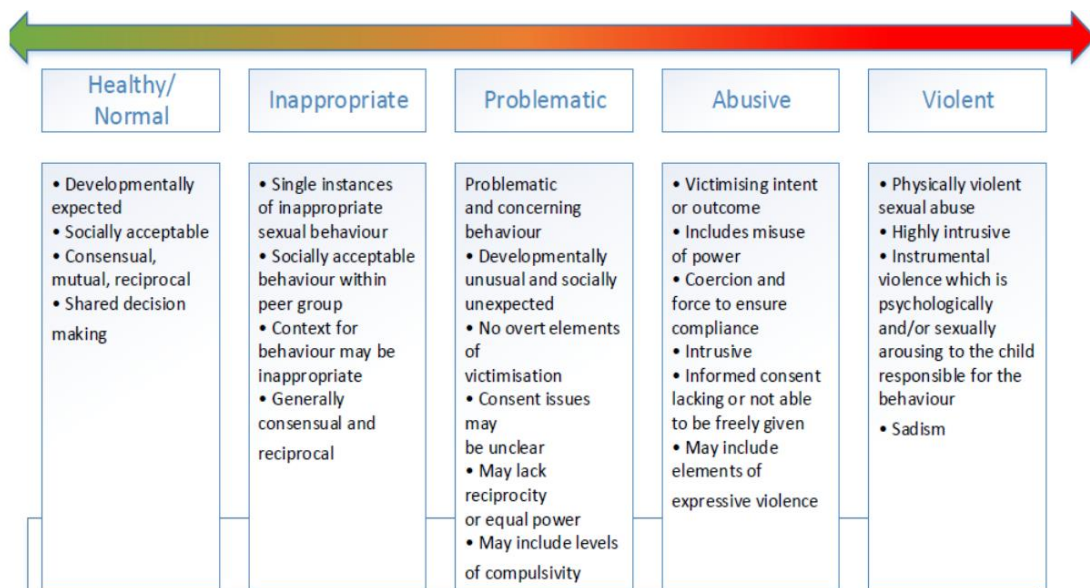 Healthy/
Normal
Inappropriate
Problematic
Abusive
Violent
• Developmentally
expected
• Socially acceptable
• Consensual,
mutual, reciprocal
• Shared decision
making
• Single instances
of inappropriate
sexual behaviour
• Socially acceptable
behaviour within
peer group
• Context for
behaviour may be
inappropriate
• Generally
consensual and
reciprocal
Problematic
and concerning
behaviour
• Developmentally
unusual and socially
unexpected
• No overt elements
of
victimisation
• Consent issues
may
be unclear
• May lack
reciprocity
or equal power
• May include levels
of compulsivity
• Victimising intent
or outcome
• Includes misuse
of power
• Coercion and
force to ensure
compliance
• Intrusive
• Informed consent
lacking or not able
to be freely given
• May include
elements of
expressive violence
• Physically violent
sexual abuse
• Highly intrusive
• Instrumental
violence which is
psychologically
and/or sexually
arousing to the child
responsible for the
behaviour
• Sadism